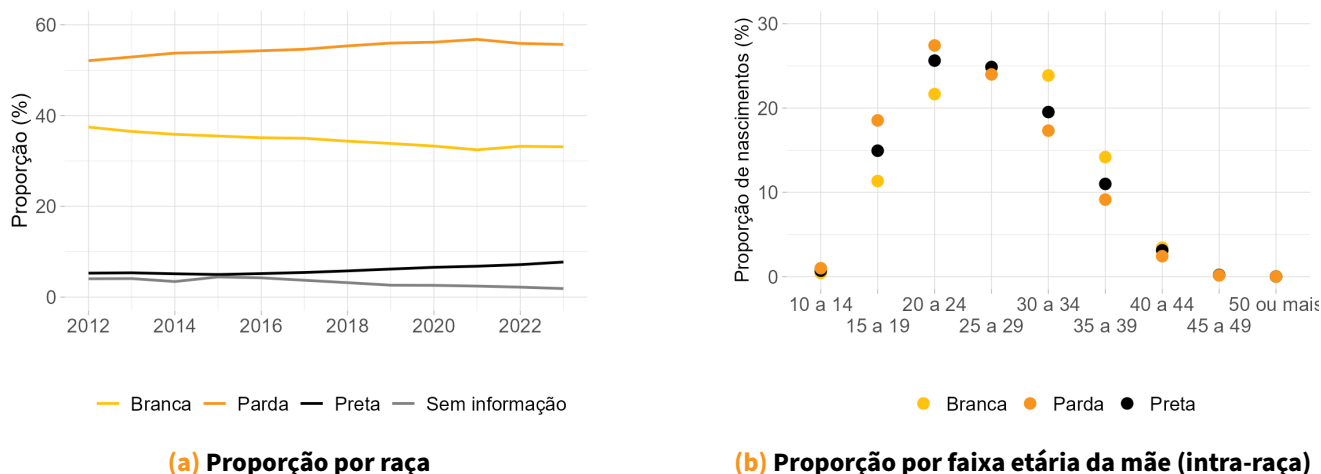 Proporção (%)
60
40
20
0
2012 2014 2016 2018 2020 2022
Branca Parda Preta Sem informação
(a) Proporção por raça
Proporção de nascimentos (%)
30
20
10
0
10 a 14 20 a 24 30 a 34 40 a 44 50 ou mais
15 a 19 25 a 29 35 a 39 45 a 49
Branca Parda Preta
(b) Proporção por faixa etária da mãe (intra-raça)